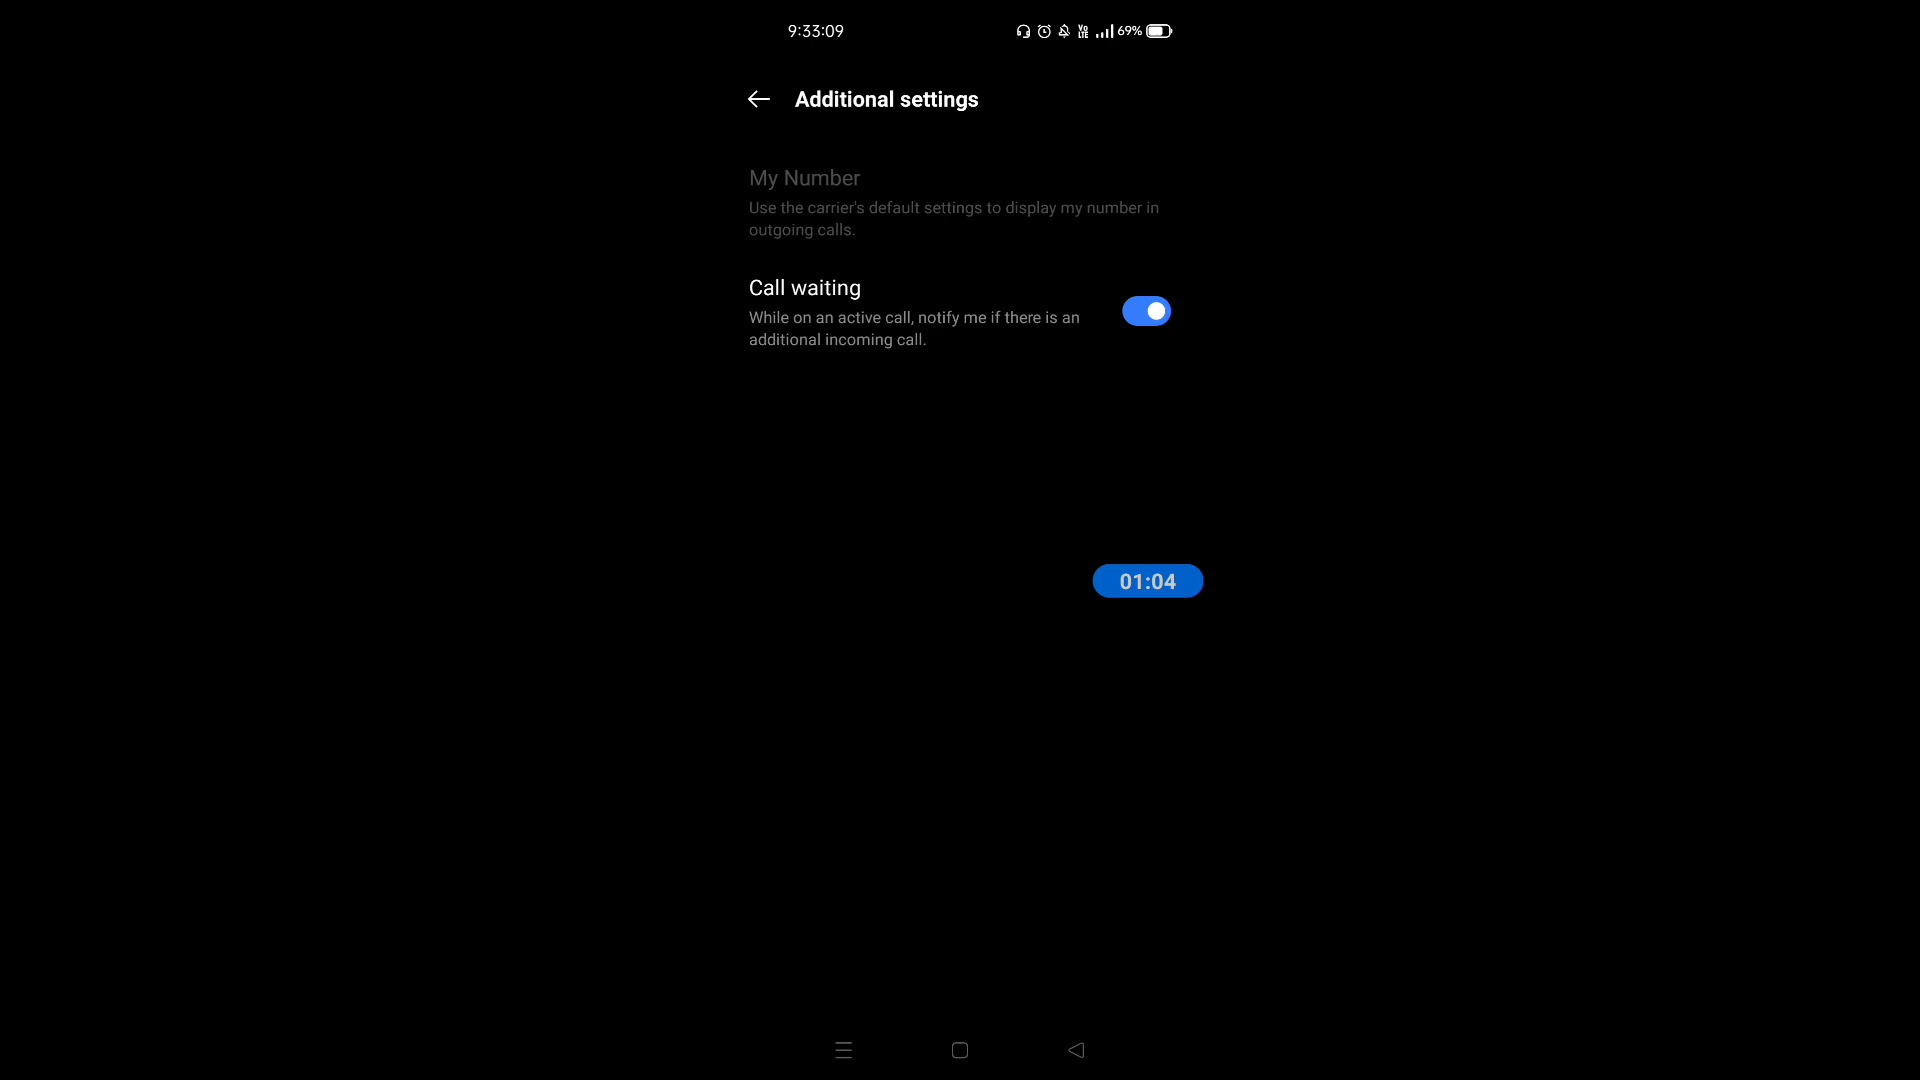 9:33:09
VO LTE 69%
Additional settings
My Number
Use the carrier's default settings to display my number in
outgoing calls.
Call waiting
While on an active call, notify me if there is an
additional incoming call.
01:04